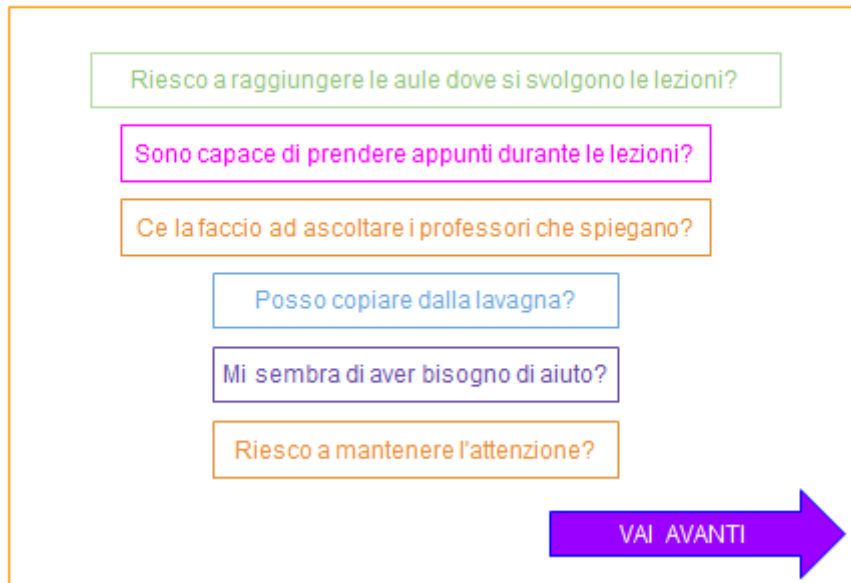 Riesco a raggiungere le aule dove si svolgono le lezioni?
Sono capace di prendere appunti durante le lezioni?
Ce la faccio ad ascoltare i professori che spiegano?
Posso copiare dalla lavagna?
Mi sembra di aver bisogno di aiuto?
Riesco a mantenere l'attenzione?
VAI AVANTI